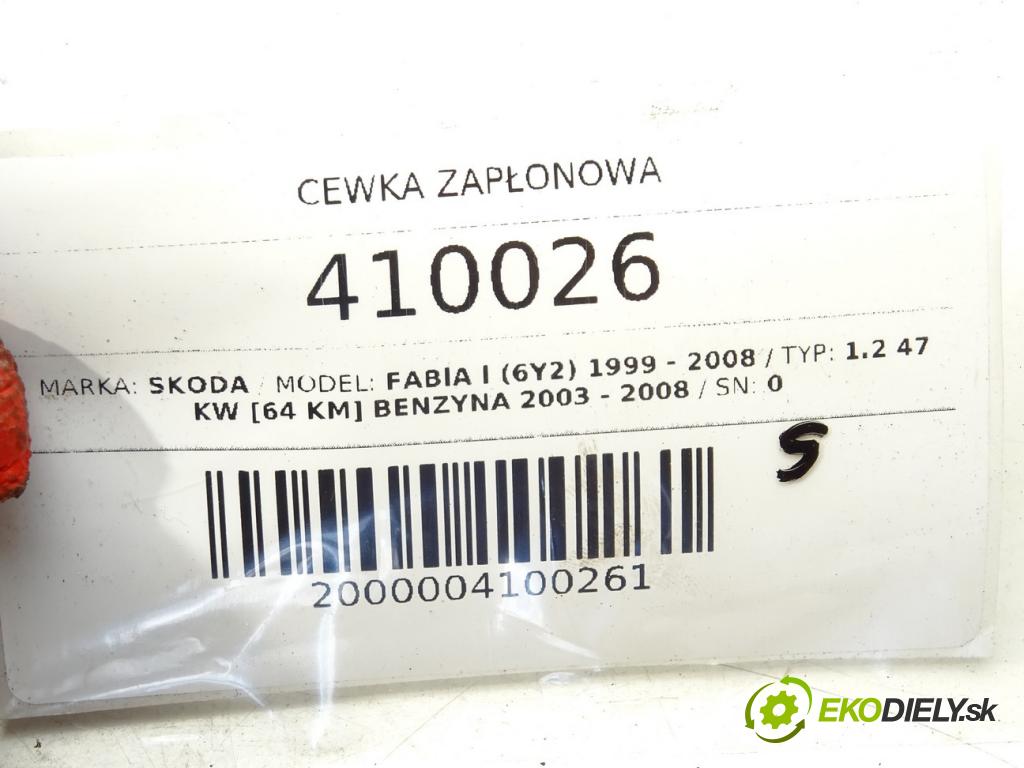 CEWKA ZAPŁONOWA
410026
MARKA: SKODA / MODEL: FABIA I (6Y2) 1999 - 2008 / TYP: 1.2 47
KW [64 KM] BENZYNA 2003 - 2008 / SN: 0
S
2000004100261
EKODIELY.sk